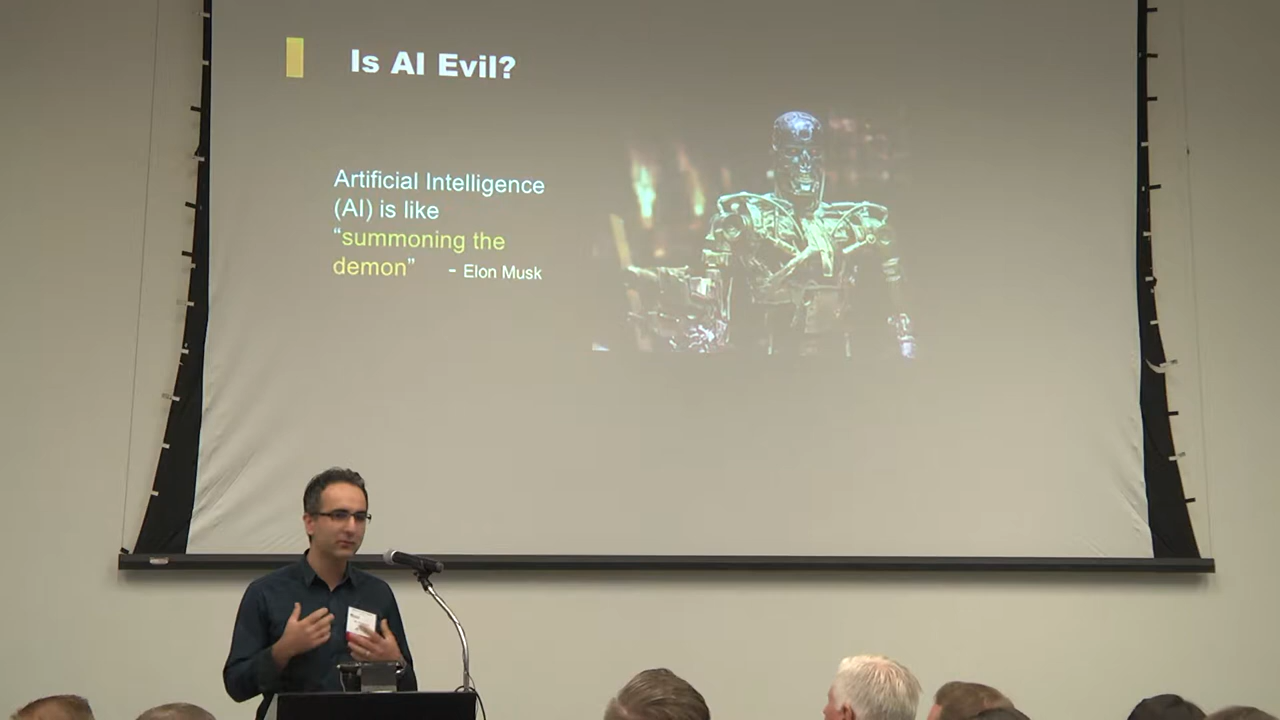 Is AI Evil?
Artificial Intelligence
(AI) is like
“summoning the
demon” - Elon Musk